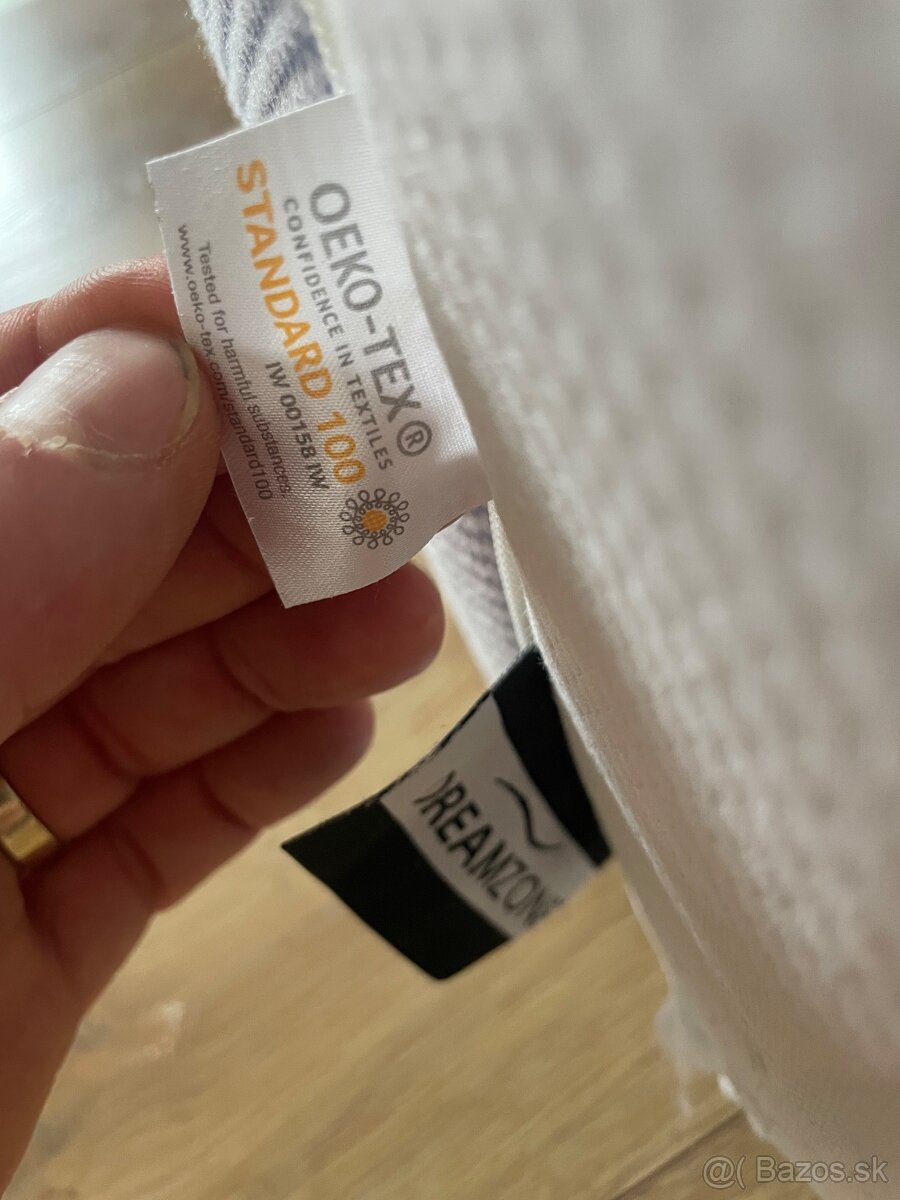 OEKO-TEX®
CONFIDENCE IN TEXTILES
STANDARD 100
IW 00158 IW
Tested for harmful substances.
www.oeko-tex.com/standard100
DREAMZONE
@( Bazos.sk